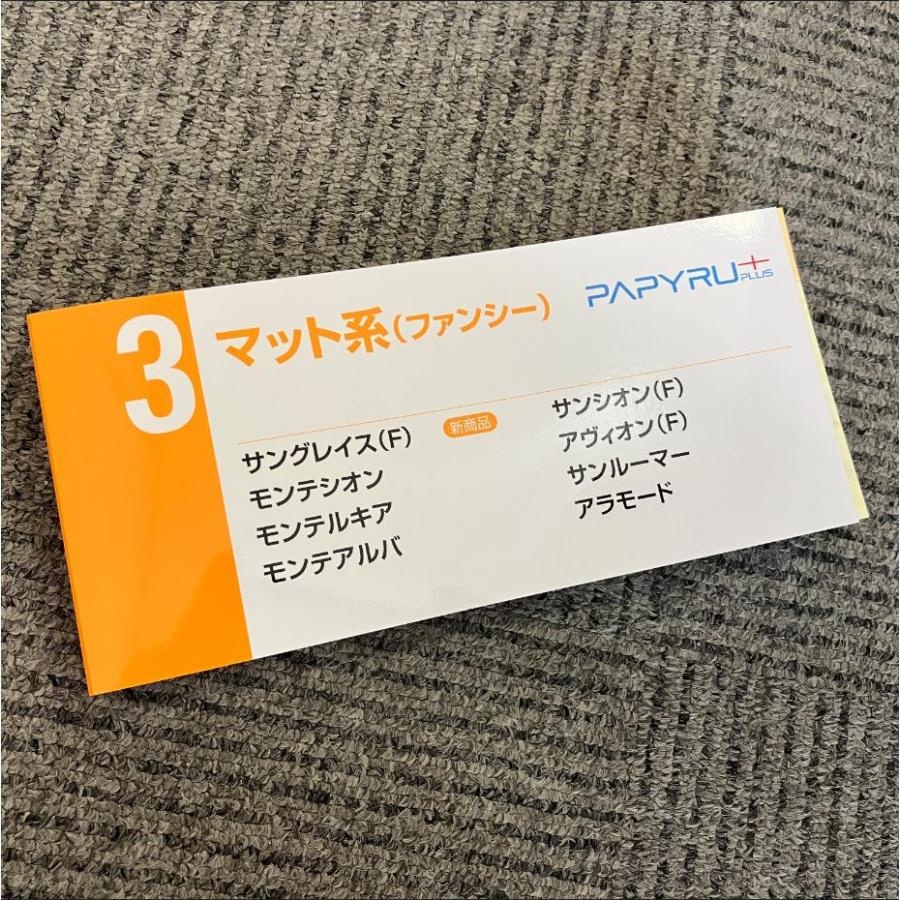 3
マット系(ファンシー)
PAPYRU+
PLUS
サングレイス(F) 新商品
モンテシオン
モンテルキア
モンテアルバ
サンシオン(F)
アヴィオン(F)
サンルーマー
アラモード